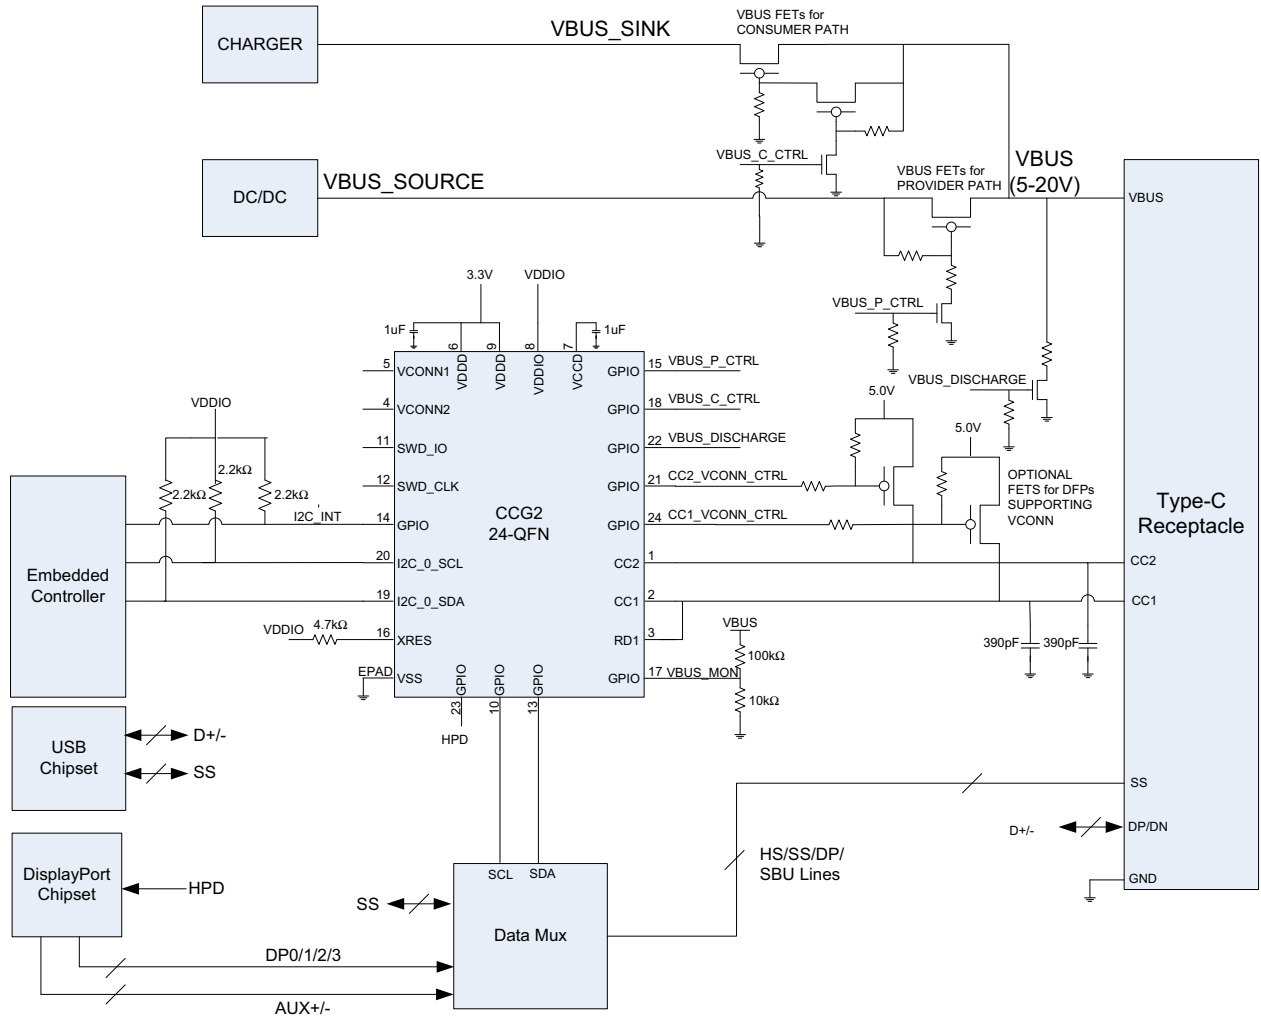 CHARGER
VBUS_SINK
VBUS FETs for
CONSUMER PATH
VBUS_C_CTRL
DC/DC
VBUS_SOURCE
VBUS FETs for
PROVIDER PATH
VBUS
(5-20V)
VBUS
VBUS_P_CTRL
VBUS_DISCHARGE
3.3V
VDDIO
1uF
1uF
6
9
8
7
VDDD
VDDD
VDDIO
VCCD
5
VCONN1
4
VCONN2
11
SWD_IO
12
SWD_CLK
14
GPIO
20
I2C_0_SCL
19
I2C_0_SDA
16
XRES
EPAD
VSS
CCG2
24-QFN
GPIO
15
VBUS_P_CTRL
GPIO
18
VBUS_C_CTRL
GPIO
22
VBUS_DISCHARGE
GPIO
21
CC2_VCONN_CTRL
GPIO
24
CC1_VCONN_CTRL
CC2
1
CC1
2
RD1
3
GPIO
17
VBUS_MON
GPIO
GPIO
GPIO
23
10
13
HPD
VDDIO
2.2kΩ
2.2kΩ
2.2kΩ
I2C_INT
VDDIO
4.7kΩ
5.0V
5.0V
OPTIONAL
FETS for DFPs
SUPPORTING
VCONN
Type-C
Receptacle
CC2
CC1
390pF
390pF
VBUS
100kΩ
10kΩ
Embedded
Controller
USB
Chipset
D+/-
SS
DisplayPort
Chipset
HPD
SCL
SDA
SS
Data Mux
DP0/1/2/3
AUX+/-
HS/SS/DP/
SBU Lines
SS
D+/-
DP/DN
GND